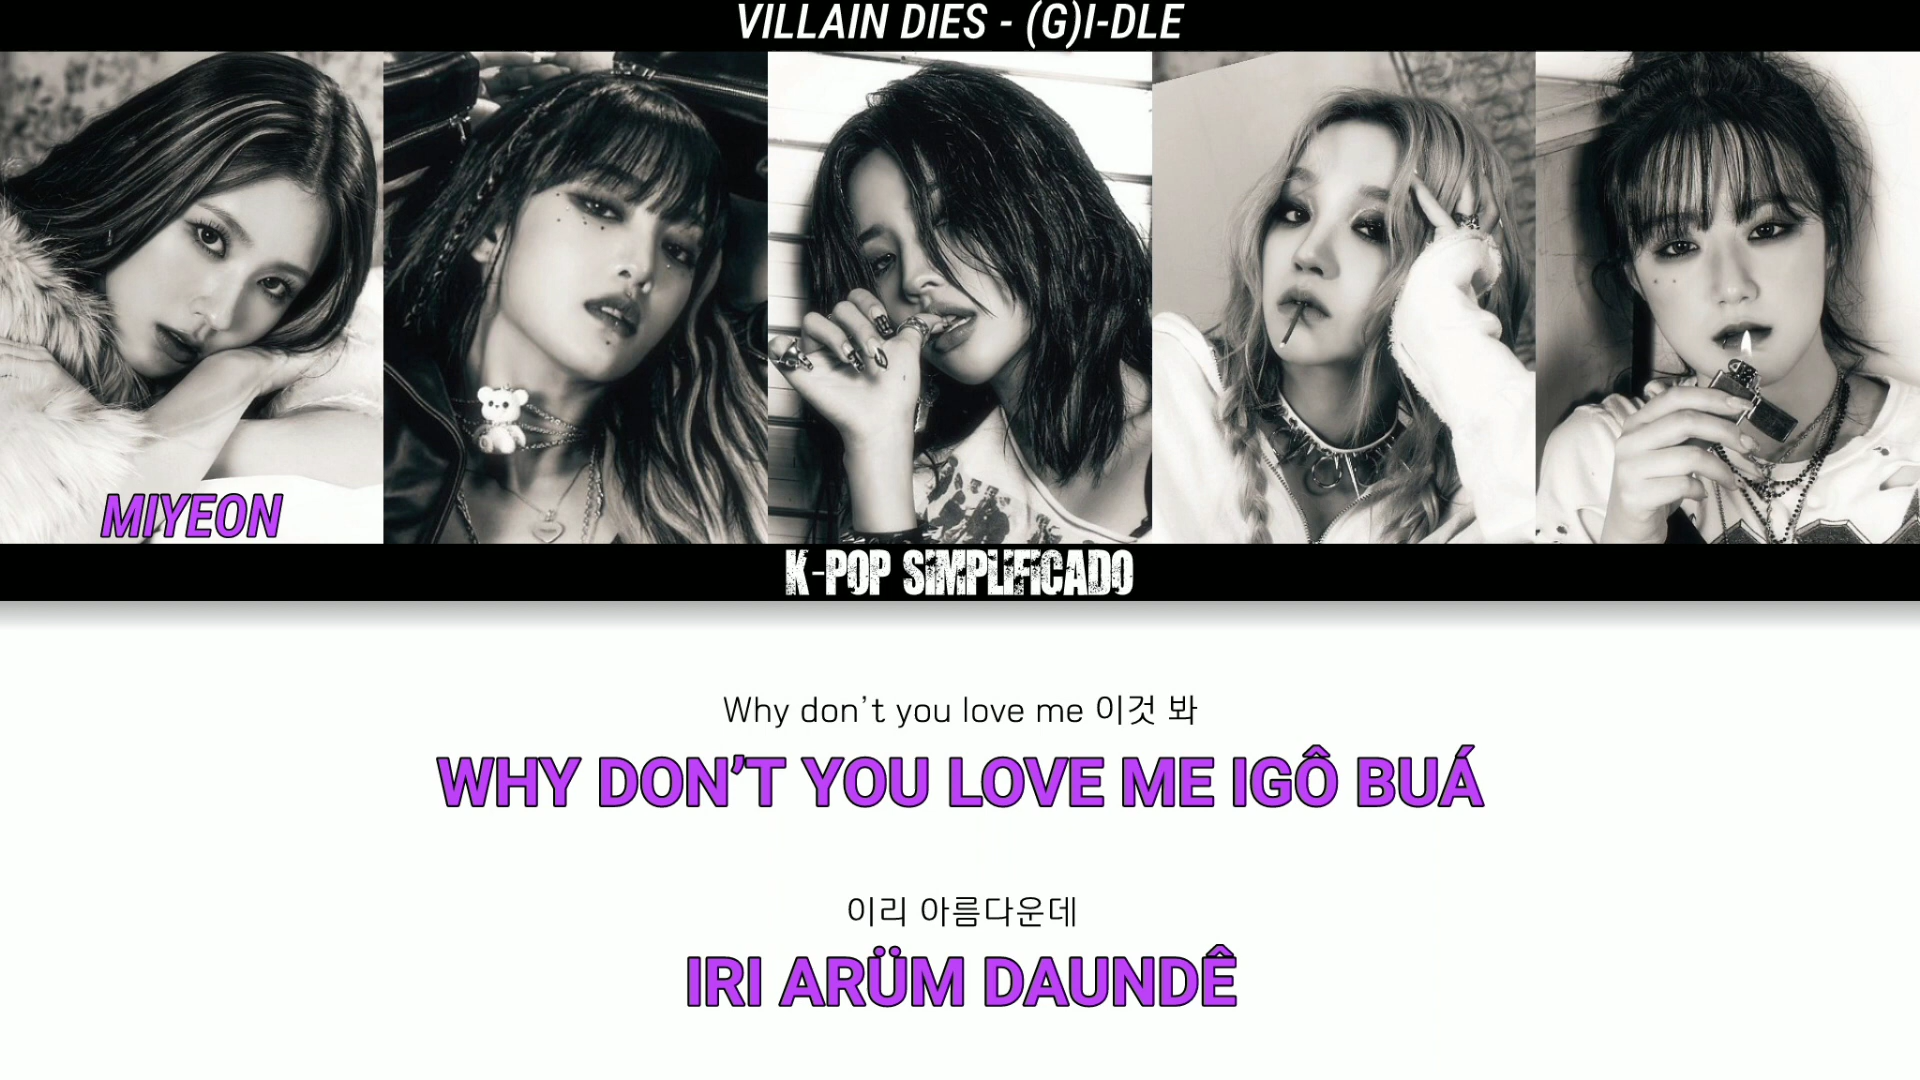 VILLAIN DIES - (G)I-DLE
MIYEON
K-POP SIMPLIFICADO
Why don't you love me 이것 봐
WHY DON'T YOU LOVE ME IGÔ BUÁ
이리 아름다운데
IRI ARÜM DAUNDÊ